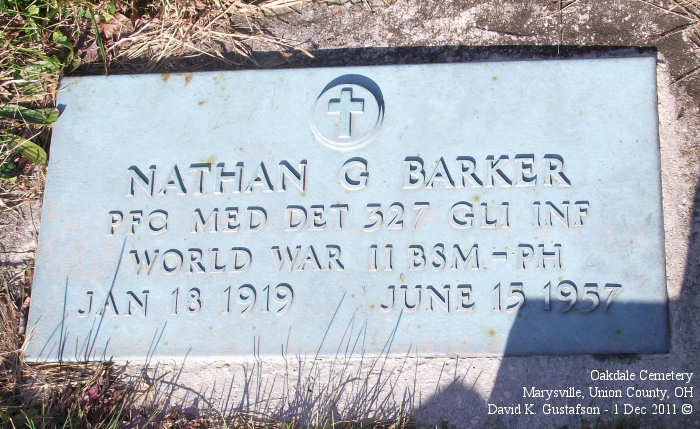 NATHAN G BARKER
PFC MED DET 327 GLI INF
WORLD WAR II BSM-PH
JAN 18 1919 JUNE 15 1957
Oakdale Cemetery
Marysville, Union County, OH
David K. Gustafson - 1 Dec 2011 ©